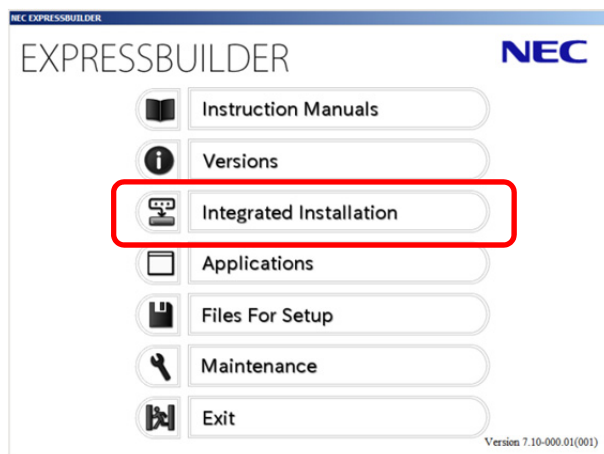 NEC EXPRESSBUILDER
EXPRESSBUILDER
NEC
Instruction Manuals
Versions
Integrated Installation
Applications
Files For Setup
Maintenance
Exit
Version 7.10-000.01(001)